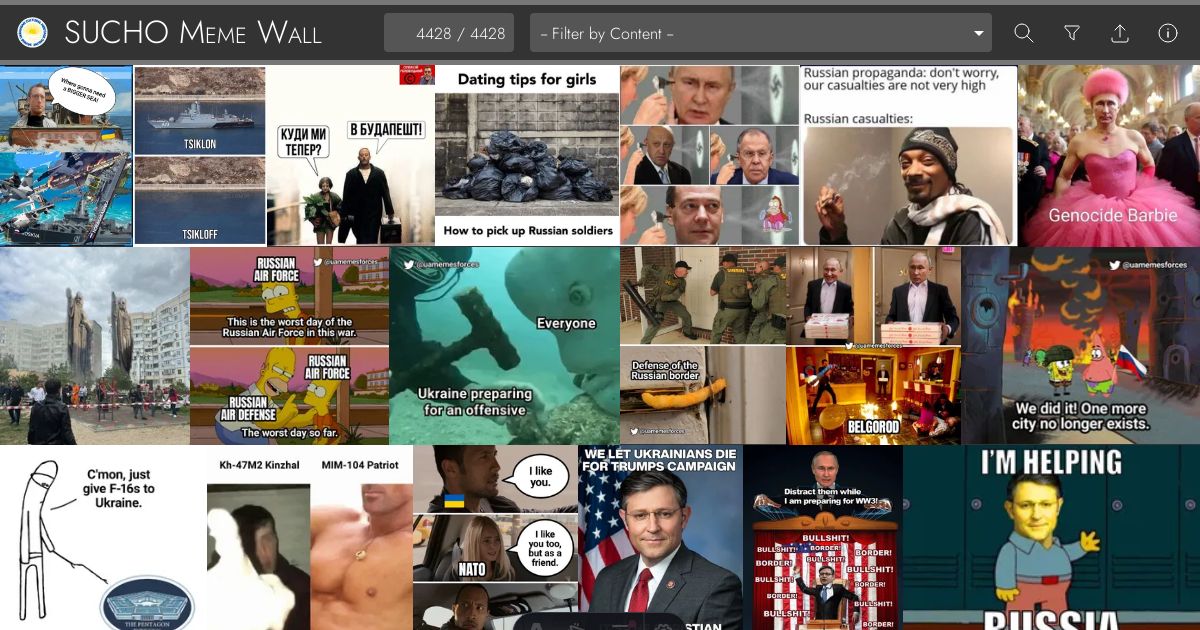 SUCHO MEME WALL
4428 / 4428
– Filter by Content –
Where gonna need
a BIGGER SEA!
TSIKLON
TSIKLOFF
КУДИ МИ
ТЕПЕР?
В БУДАПЕШТ!
Dating tips for girls
How to pick up Russian soldiers
Russian propaganda: don't worry,
our casualties are not very high
Russian casualties:
Genocide Barbie
RUSSIAN
AIR FORCE
@uamemesforces
This is the worst day of the
Russian Air Force in this war.
RUSSIAN
AIR FORCE
RUSSIAN
AIR DEFENSE
The worst day so far.
@uamemesforces
Everyone
Ukraine preparing
for an offensive
Defense of the
Russian border
@uamemesforces
@uamemesforces
BELGOROD
@uamemesforces
We did it! One more
city no longer exists.
C'mon, just
give F-16s to
Ukraine.
THE PENTAGON
Kh-47M2 Kinzhal
MIM-104 Patriot
I like
you.
I like
you too,
but as a
friend.
NATO
WE LET UKRAINIANS DIE
FOR TRUMPS CAMPAIGN
Distract them while
I am preparing for WW3!
BULLSHIT!
BULLSHIT!
BORDER!
BORDER!
BORDER!
BULLSHIT!
BULLSHIT!
BORDER!
BORDER!
BULLSHIT!
BULLSHIT!
BORDER!
I'M HELPING
RUSSIA